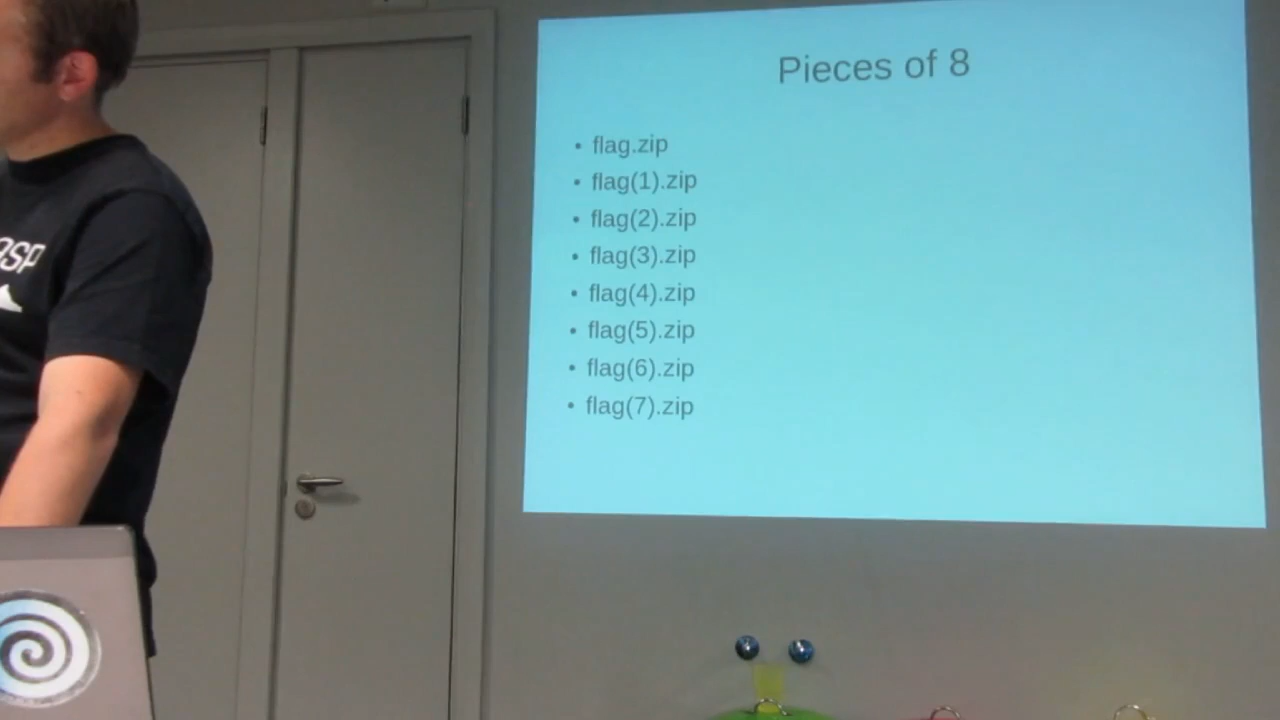 Pieces of 8
• flag.zip
• flag(1).zip
• flag(2).zip
• flag(3).zip
• flag(4).zip
• flag(5).zip
• flag(6).zip
• flag(7).zip